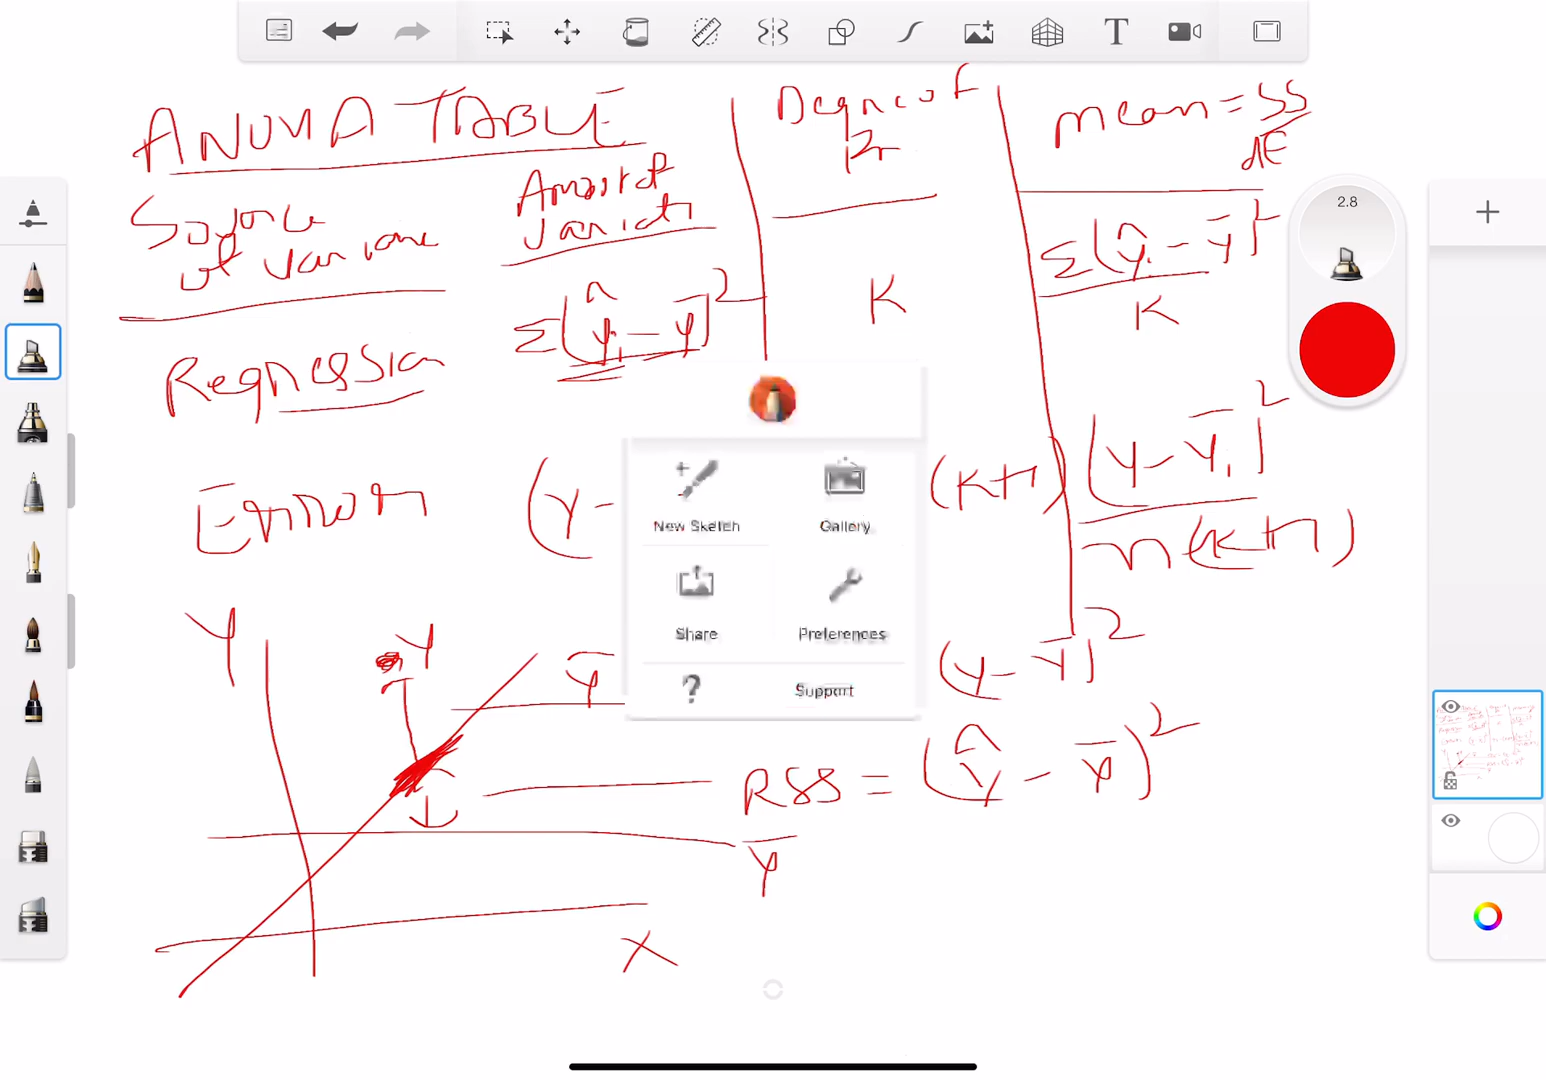 ANOVA TABLE
Degree of
Fr
mean = SS
df
Source
of Variance
Amount of
Variation
Regression
Σ(ŷᵢ - ȳ)²
K
Σ(ŷᵢ - ȳ)²
K
Error
(Y -
(K+1)
(Y - Ȳᵢ)²
n(K+1)
New Sketch
Gallery
Share
Preferences
?
Support
Y
Y
Ȳ
(y - Ȳ)²
RSS = (ŷ - ȳ)²
Ȳ
X
2.8
T